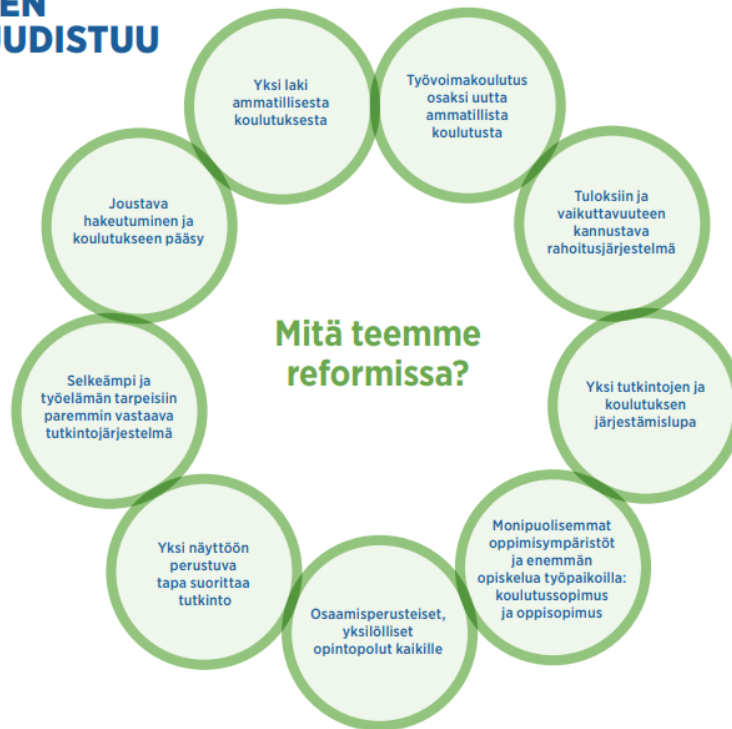 EN
UUDISTUU
Yksi laki
ammatillisesta
koulutuksesta
Työvoimakoulutus
osaksi uutta
ammatillista
koulutusta
Tuloksiin ja
vaikuttavuuteen
kannustava
rahoitusjärjestelmä
Yksi tutkintojen ja
koulutuksen
järjestämislupa
Monipuolisemmat
oppimisympäristöt
ja enemmän
opiskelua työpaikoilla:
koulutussopimus
ja oppisopimus
Osaamisperusteiset,
yksilölliset
opintopolut kaikille
Yksi näyttöön
perustuva
tapa suorittaa
tutkinto
Selkeämpi ja
työelämän tarpeisiin
paremmin vastaava
tutkintojärjestelmä
Joustava
hakeutuminen ja
koulutukseen pääsy
Mitä teemme
reformissa?